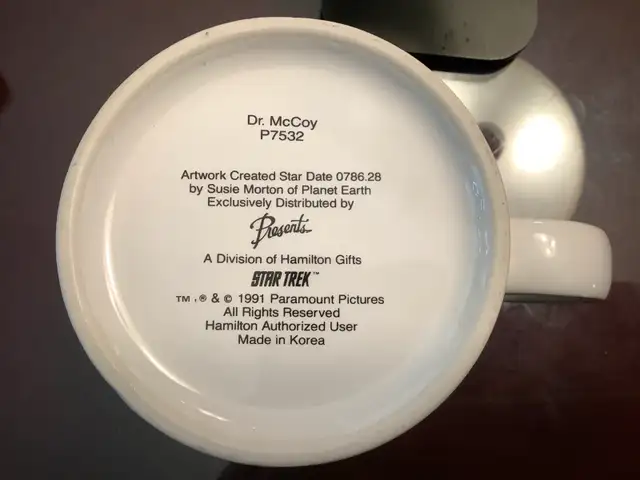 Dr. McCoy
P7532
Artwork Created Star Date 0786.28
by Susie Morton of Planet Earth
Exclusively Distributed by
Presents
A Division of Hamilton Gifts
STAR TREK™
TM, ® & © 1991 Paramount Pictures
All Rights Reserved
Hamilton Authorized User
Made in Korea